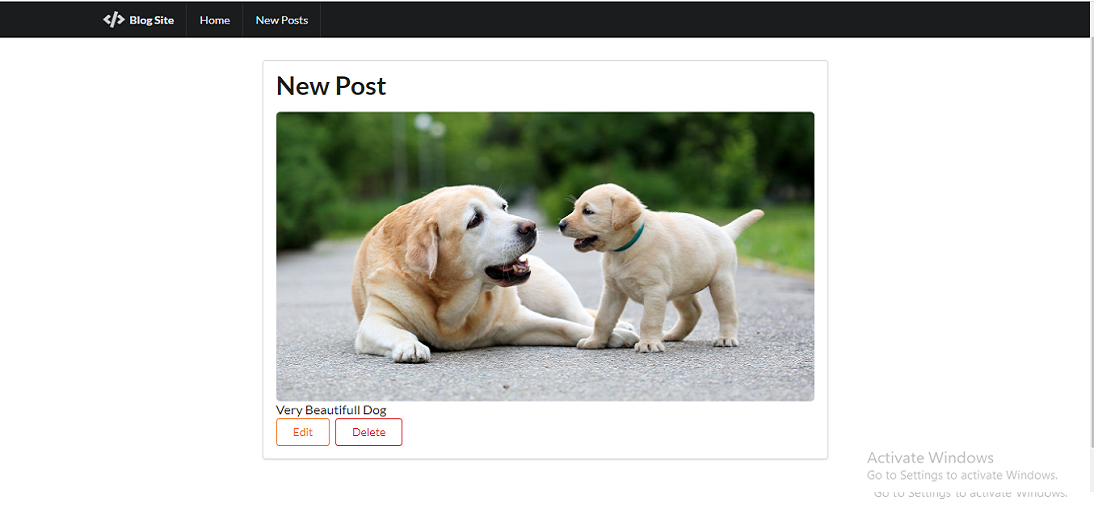 Blog Site Home New Posts
New Post
Very Beautifull Dog
Edit Delete
Activate Windows
Go to Settings to activate Windows.
Go to Settings to activate Windows.